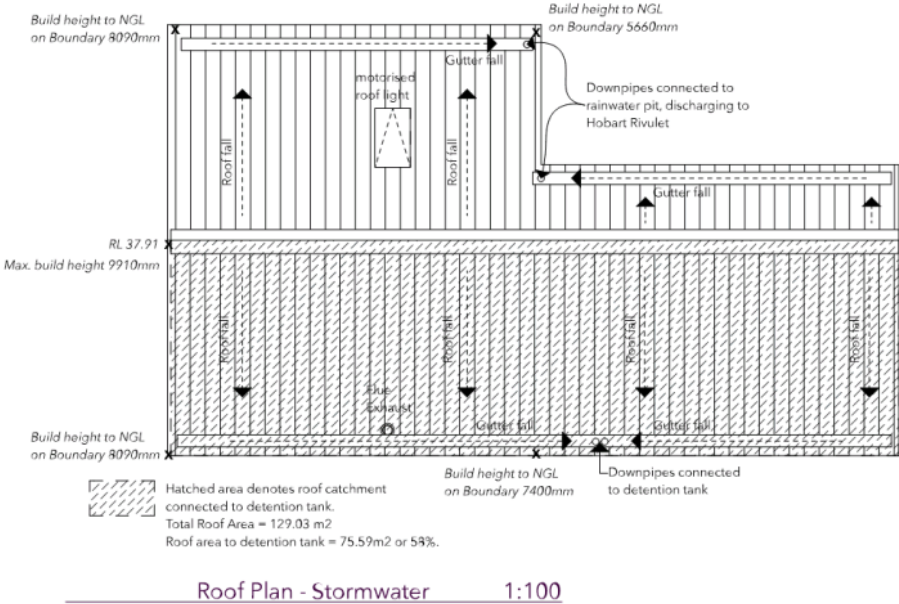 Build height to NGL
on Boundary 8090mm
Build height to NGL
on Boundary 5660mm
Gutter fall
motorised
roof light
Downpipes connected to
rainwater pit, discharging to
Hobart Rivulet
Roof fall
Roof fall
Gutter fall
RL 37.91
Max. build height 9910mm
Roof fall
Roof fall
Roof fall
Roof fall
Flue
Exhaust
Gutter fall
Gutter fall
Build height to NGL
on Boundary 8090mm
Build height to NGL
on Boundary 7400mm
Downpipes connected
to detention tank
Hatched area denotes roof catchment
connected to detention tank.
Total Roof Area = 129.03 m2
Roof area to detention tank = 75.59m2 or
Roof Plan - Stormwater 1:100